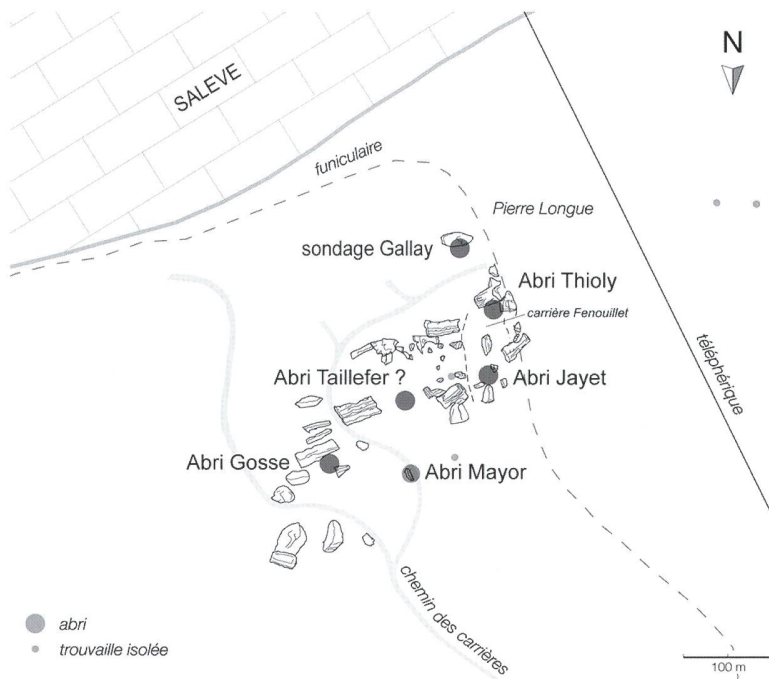 N
SALEVE
funiculaire
Pierre Longue
sondage Gallay
Abri Thioly
carrière Fenouillet
téléphérique
Abri Taillefer ?
Abri Jayet
Abri Gosse
Abri Mayor
chemin des carrières
abri
trouvaille isolée
100 m